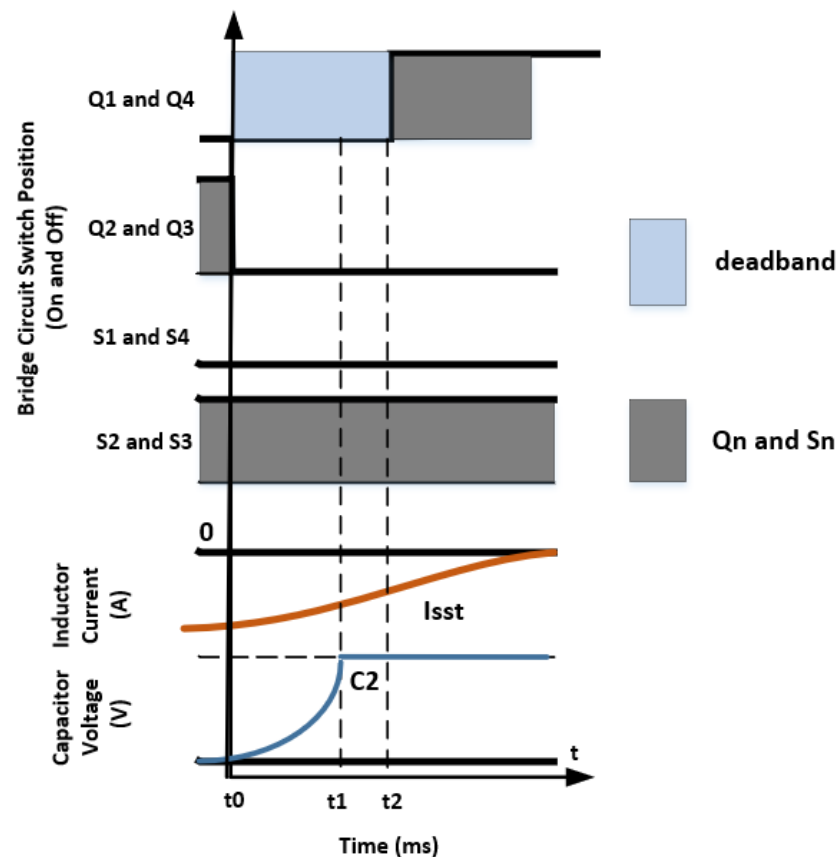 Bridge Circuit Switch Position
(On and Off)
Q1 and Q4
Q2 and Q3
S1 and S4
S2 and S3
deadband
Qn and Sn
0
Inductor
Current
(A)
Isst
Capacitor
Voltage
(V)
C2
t
t0
t1
t2
Time (ms)